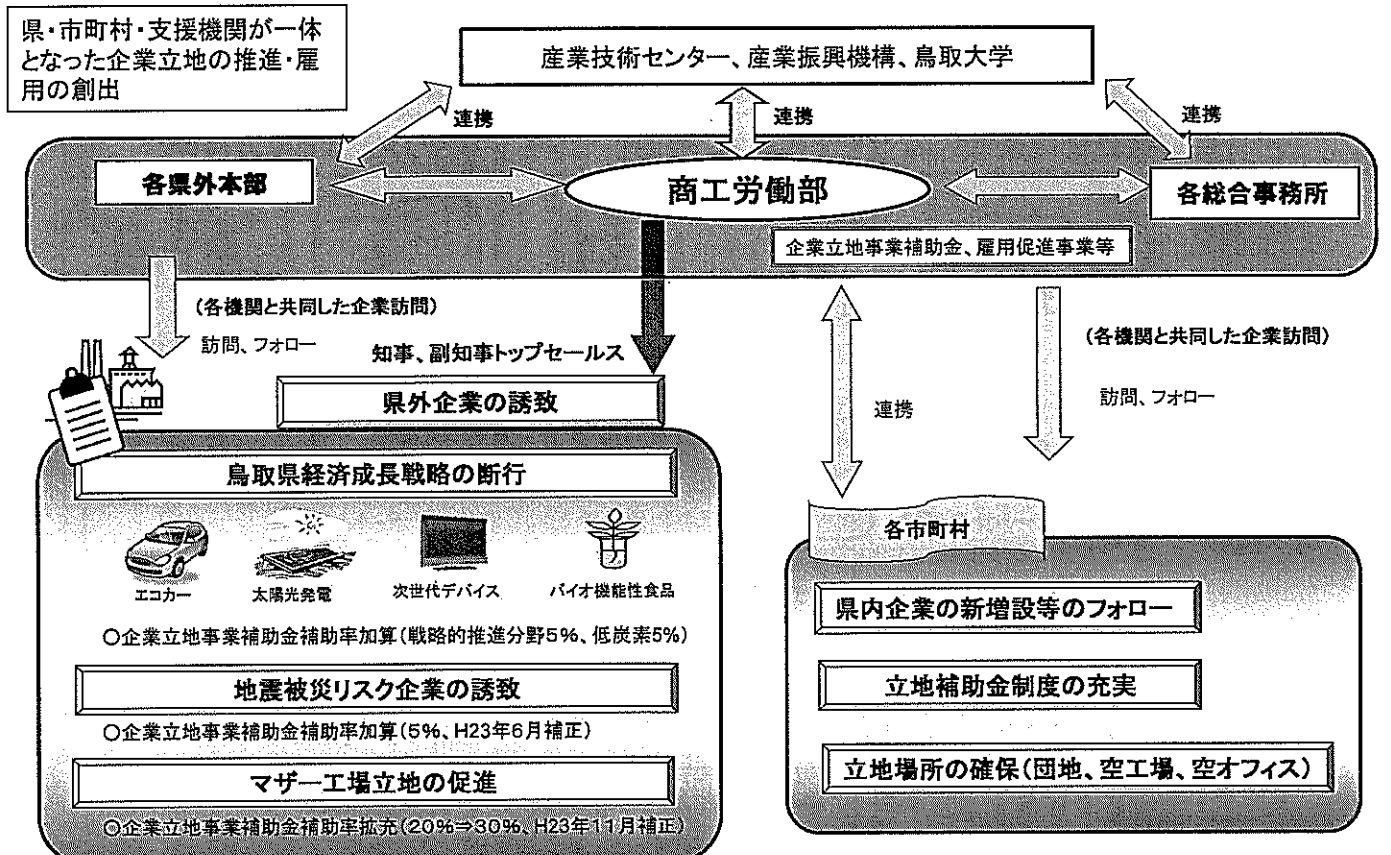 県・市町村・支援機関が一体
となった企業立地の推進・雇
用の創出
産業技術センター、産業振興機構、鳥取大学
連携
連携
連携
各県外本部
商工労働部
各総合事務所
企業立地事業補助金、雇用促進事業等
(各機関と共同した企業訪問)
訪問、フォロー
知事、副知事トップセールス
県外企業の誘致
連携
(各機関と共同した企業訪問)
訪問、フォロー
鳥取県経済成長戦略の断行
エコカー
太陽光発電
次世代デバイス
バイオ機能性食品
○企業立地事業補助金補助率加算(戦略的推進分野5%、低炭素5%)
地震被災リスク企業の誘致
○企業立地事業補助金補助率加算(5%、H23年6月補正)
マザー工場立地の促進
○企業立地事業補助金補助率拡充(20%⇒30%、H23年11月補正)
各市町村
県内企業の新増設等のフォロー
立地補助金制度の充実
立地場所の確保(団地、空工場、空オフィス)